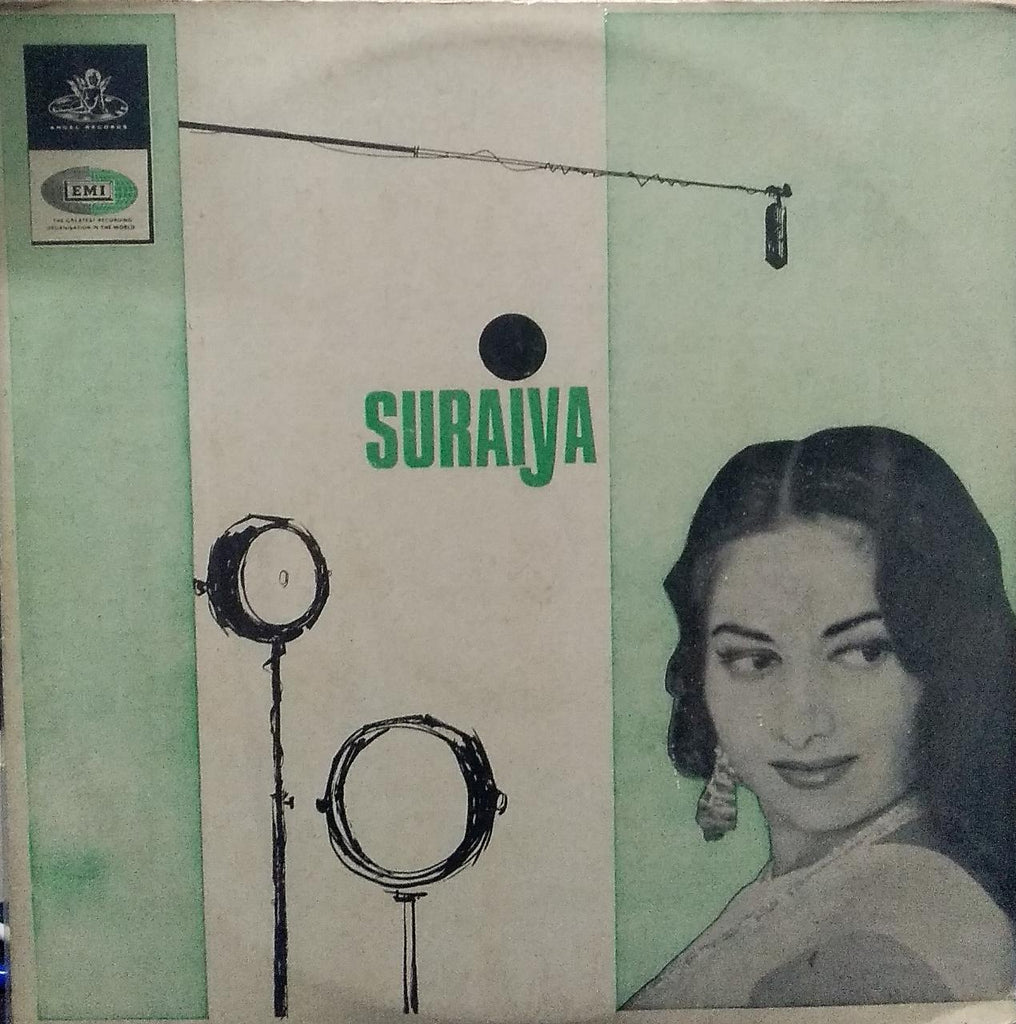 ANGEL RECORDS
EMI
THE GREATEST RECORDING
ORGANISATION IN THE WORLD
SURAIYA